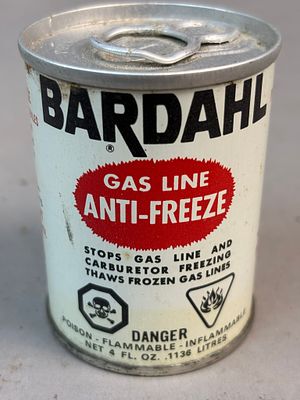 BARDAHL
®
GAS LINE
ANTI-FREEZE
STOPS GAS LINE AND
CARBURETOR FREEZING
THAWS FROZEN GAS LINES
DANGER
POISON - FLAMMABLE - INFLAMMABLE
NET 4 FL. OZ. .1136 LITRES